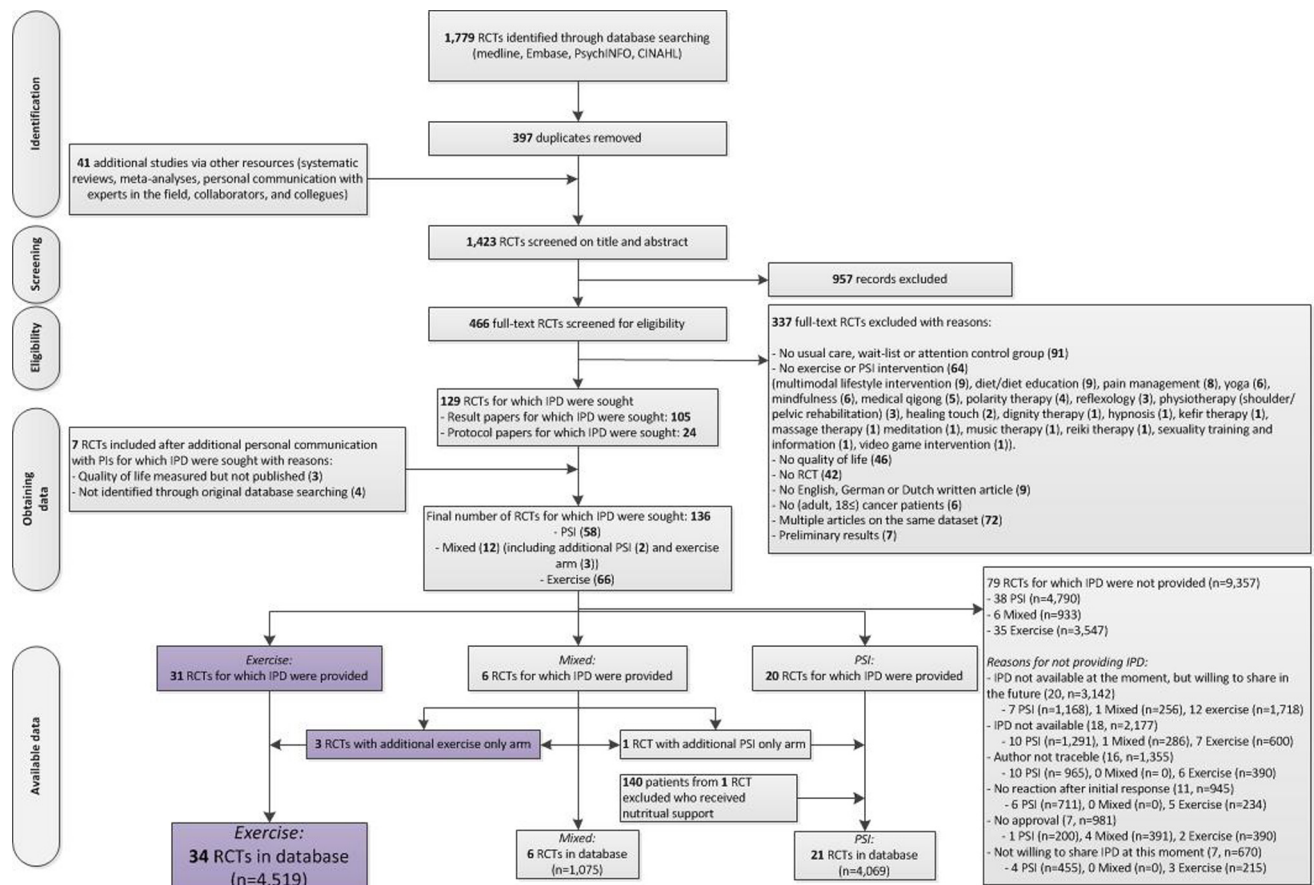 Identification
1,779 RCTs identified through database searching
(medline, Embase, PsychINFO, CINAHL)
397 duplicates removed
41 additional studies via other resources (systematic
reviews, meta-analyses, personal communication with
experts in the field, collaborators, and collegues)
Screening
1,423 RCTs screened on title and abstract
957 records excluded
Eligibility
466 full-text RCTs screened for eligibility
337 full-text RCTs excluded with reasons:
- No usual care, wait-list or attention control group (91)
- No exercise or PSI intervention (64)
(multimodal lifestyle intervention (9), diet/diet education (9), pain management (8), yoga (6),
mindfulness (6), medical qigong (5), polarity therapy (4), reflexology (3), physiotherapy (shoulder/
pelvic rehabilitation) (3), healing touch (2), dignity therapy (1), hypnosis (1), kefir therapy (1),
massage therapy (1) meditation (1), music therapy (1), reiki therapy (1), sexuality training and
information (1), video game intervention (1)).
- No quality of life (46)
- No RCT (42)
- No English, German or Dutch written article (9)
- No (adult, 18≤) cancer patients (6)
- Multiple articles on the same dataset (72)
- Preliminary results (7)
Obtaining
data
129 RCTs for which IPD were sought
- Result papers for which IPD were sought: 105
- Protocol papers for which IPD were sought: 24
7 RCTs included after additional personal communication
with PIs for which IPD were sought with reasons:
- Quality of life measured but not published (3)
- Not identified through original database searching (4)
Final number of RCTs for which IPD were sought: 136
- PSI (58)
- Mixed (12) (including additional PSI (2) and exercise
arm (3))
- Exercise (66)
79 RCTs for which IPD were not provided (n=9,357)
- 38 PSI (n=4,790)
- 6 Mixed (n=933)
- 35 Exercise (n=3,547)
Reasons for not providing IPD:
- IPD not available at the moment, but willing to share in
the future (20, n=3,142)
- 7 PSI (n=1,168), 1 Mixed (n=256), 12 exercise (n=1,718)
- IPD not available (18, n=2,177)
- 10 PSI (n=1,291), 1 Mixed (n=286), 7 Exercise (n=600)
- Author not traceble (16, n=1,355)
- 10 PSI (n= 965), 0 Mixed (n= 0), 6 Exercise (n=390)
- No reaction after initial response (11, n=945)
- 6 PSI (n=711), 0 Mixed (n=0), 5 Exercise (n=234)
- No approval (7, n=981)
- 1 PSI (n=200), 4 Mixed (n=391), 2 Exercise (n=390)
- Not willing to share IPD at this moment (7, n=670)
- 4 PSI (n=455), 0 Mixed (n=0), 3 Exercise (n=215)
Available data
Exercise:
31 RCTs for which IPD were provided
Mixed:
6 RCTs for which IPD were provided
PSI:
20 RCTs for which IPD were provided
3 RCTs with additional exercise only arm
1 RCT with additional PSI only arm
140 patients from 1 RCT
excluded who received
nutritual support
Exercise:
34 RCTs in database
(n=4,519)
Mixed:
6 RCTs in database
(n=1,075)
PSI:
21 RCTs in database
(n=4,069)